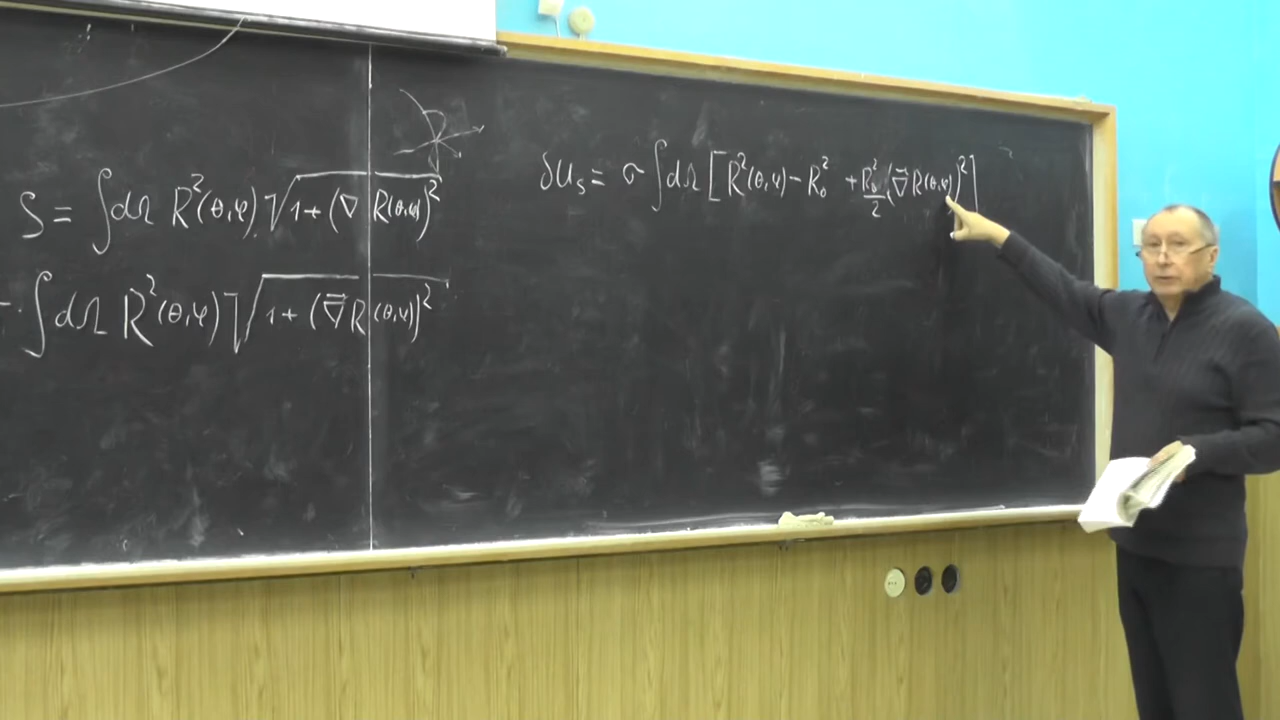 S = ∫dΩ R²(θ,φ) √1+(∇ R(θ,φ))²
· ∫dΩ R²(θ,φ) √1+(∇⃗R(θ,φ))²
δU_S = σ ∫dΩ [R²(θ,φ) − R₀² + R₀²/2 (∇⃗R(θ,φ))²]